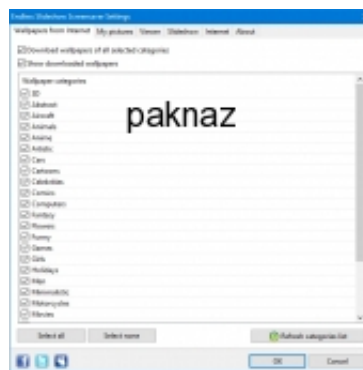 Endless Slideshow Screensaver Settings
Wallpapers from Internet My pictures Viewer Slideshow Internet About
Download wallpapers of all selected categories
Show downloaded wallpapers
Wallpaper categories
3D
Abstract
Aircraft
Animals
Anime
Artistic
Cars
Cartoons
Celebrities
Comics
Computers
Fantasy
Flowers
Funny
Games
Girls
Holidays
Men
Minimalistic
Motorcycles
Movies
paknaz
Select all Select none Refresh categories list
OK Cancel